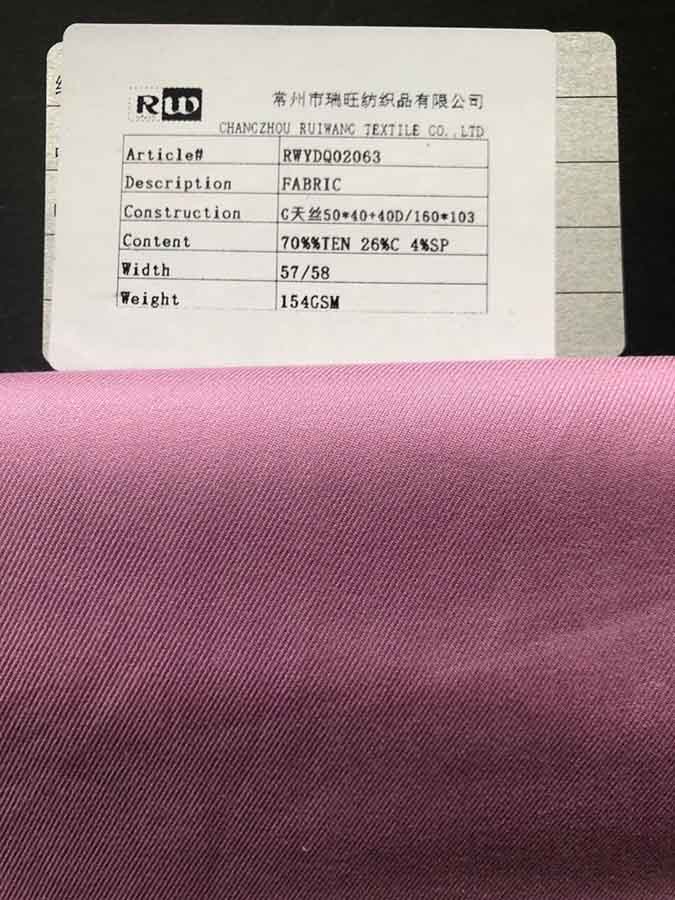 RW 常州市瑞旺纺织品有限公司
CHANGZHOU RUIWANG TEXTILE CO.,LTD
Article# RWYDQ02063
Description FABRIC
Construction G天丝50*40+40D/160*103
Content 70%%TEN 26%C 4%SP
Width 57/58
Weight 154GSM